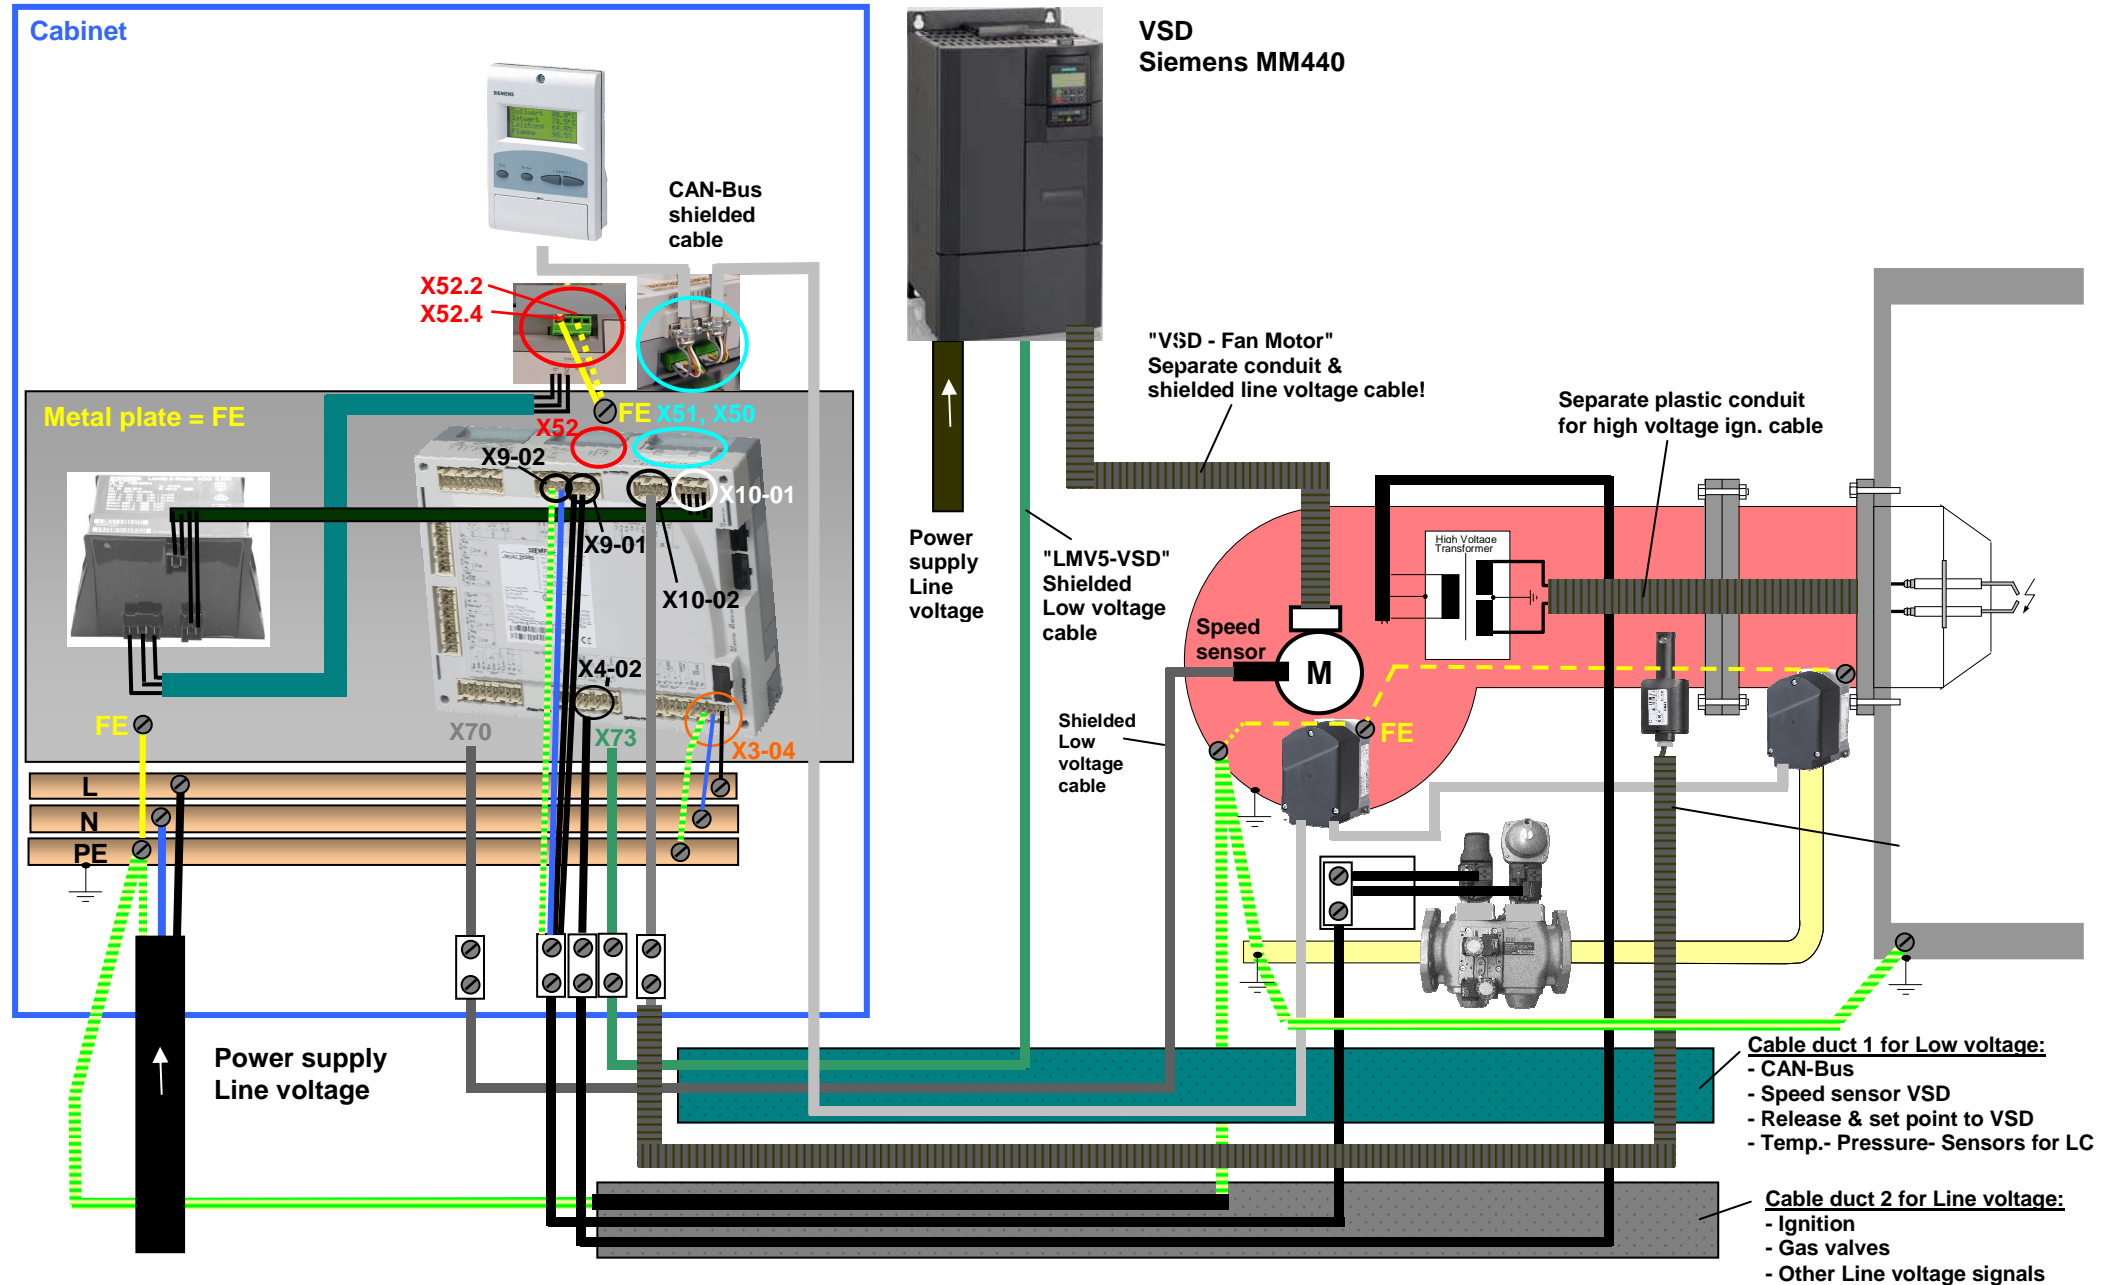 Cabinet
VSD
Siemens MM440
SIEMENS
CAN-Bus
shielded
cable
X52.2
X52.4
"VSD - Fan Motor"
Separate conduit &
shielded line voltage cable!
Separate plastic conduit
for high voltage ign. cable
Metal plate = FE
FE
X51, X50
X52
X9-02
X10-01
X9-01
X10-02
Power
supply
Line
voltage
"LMV5-VSD"
Shielded
Low voltage
cable
High Voltage
Transformer
Speed
sensor
M
X4-02
FE
X70
X73
X3-04
Shielded
Low
voltage
cable
FE
L
N
PE
Power supply
Line voltage
Cable duct 1 for Low voltage:
- CAN-Bus
- Speed sensor VSD
- Release & set point to VSD
- Temp.- Pressure- Sensors for LC
Cable duct 2 for Line voltage:
- Ignition
- Gas valves
- Other Line voltage signals